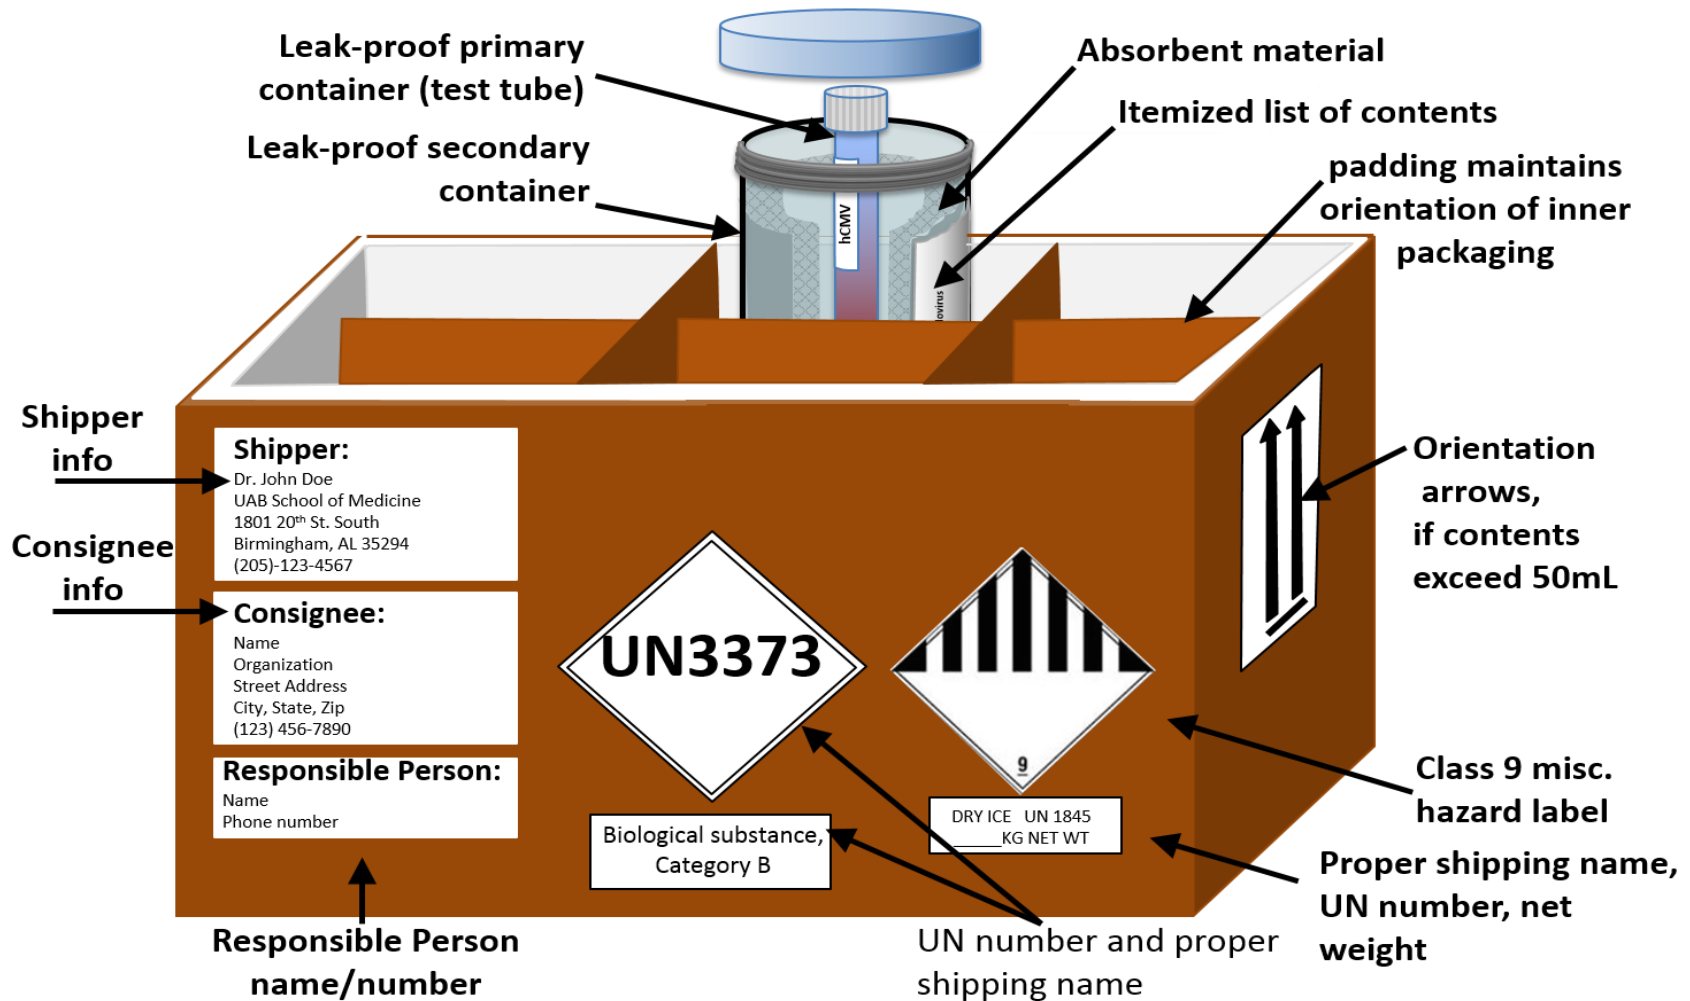 Leak-proof primary
container (test tube)
Leak-proof secondary
container
Absorbent material
Itemized list of contents
padding maintains
orientation of inner
packaging
hCMV
ovirus
Shipper
info
Shipper:
Dr. John Doe
UAB School of Medicine
1801 20th St. South
Birmingham, AL 35294
(205)-123-4567
Consignee
info
Consignee:
Name
Organization
Street Address
City, State, Zip
(123) 456-7890
Responsible Person:
Name
Phone number
Responsible Person
name/number
UN3373
Biological substance,
Category B
UN number and proper
shipping name
9
DRY ICE UN 1845
_____KG NET WT
Orientation
arrows,
if contents
exceed 50mL
Class 9 misc.
hazard label
Proper shipping name,
UN number, net
weight